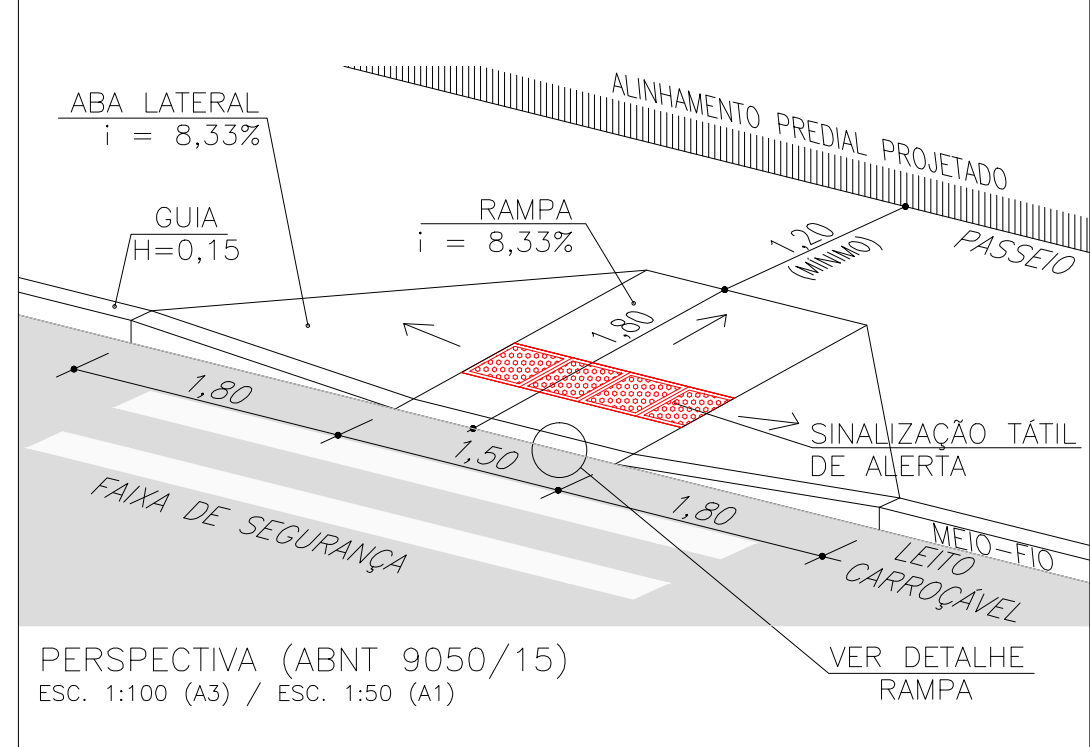 ALINHAMENTO PREDIAL PROJETADO
ABA LATERAL
i = 8,33%
GUIA
H=0,15
RAMPA
i = 8,33%
1,20
(MÍNIMO)
PASSEIO
1,80
1,80
1,50
1,80
SINALIZAÇÃO TÁTIL
DE ALERTA
FAIXA DE SEGURANÇA
MEIO-FIO
LEITO
CARROÇÁVEL
PERSPECTIVA (ABNT 9050/15)
ESC. 1:100 (A3) / ESC. 1:50 (A1)
VER DETALHE
RAMPA